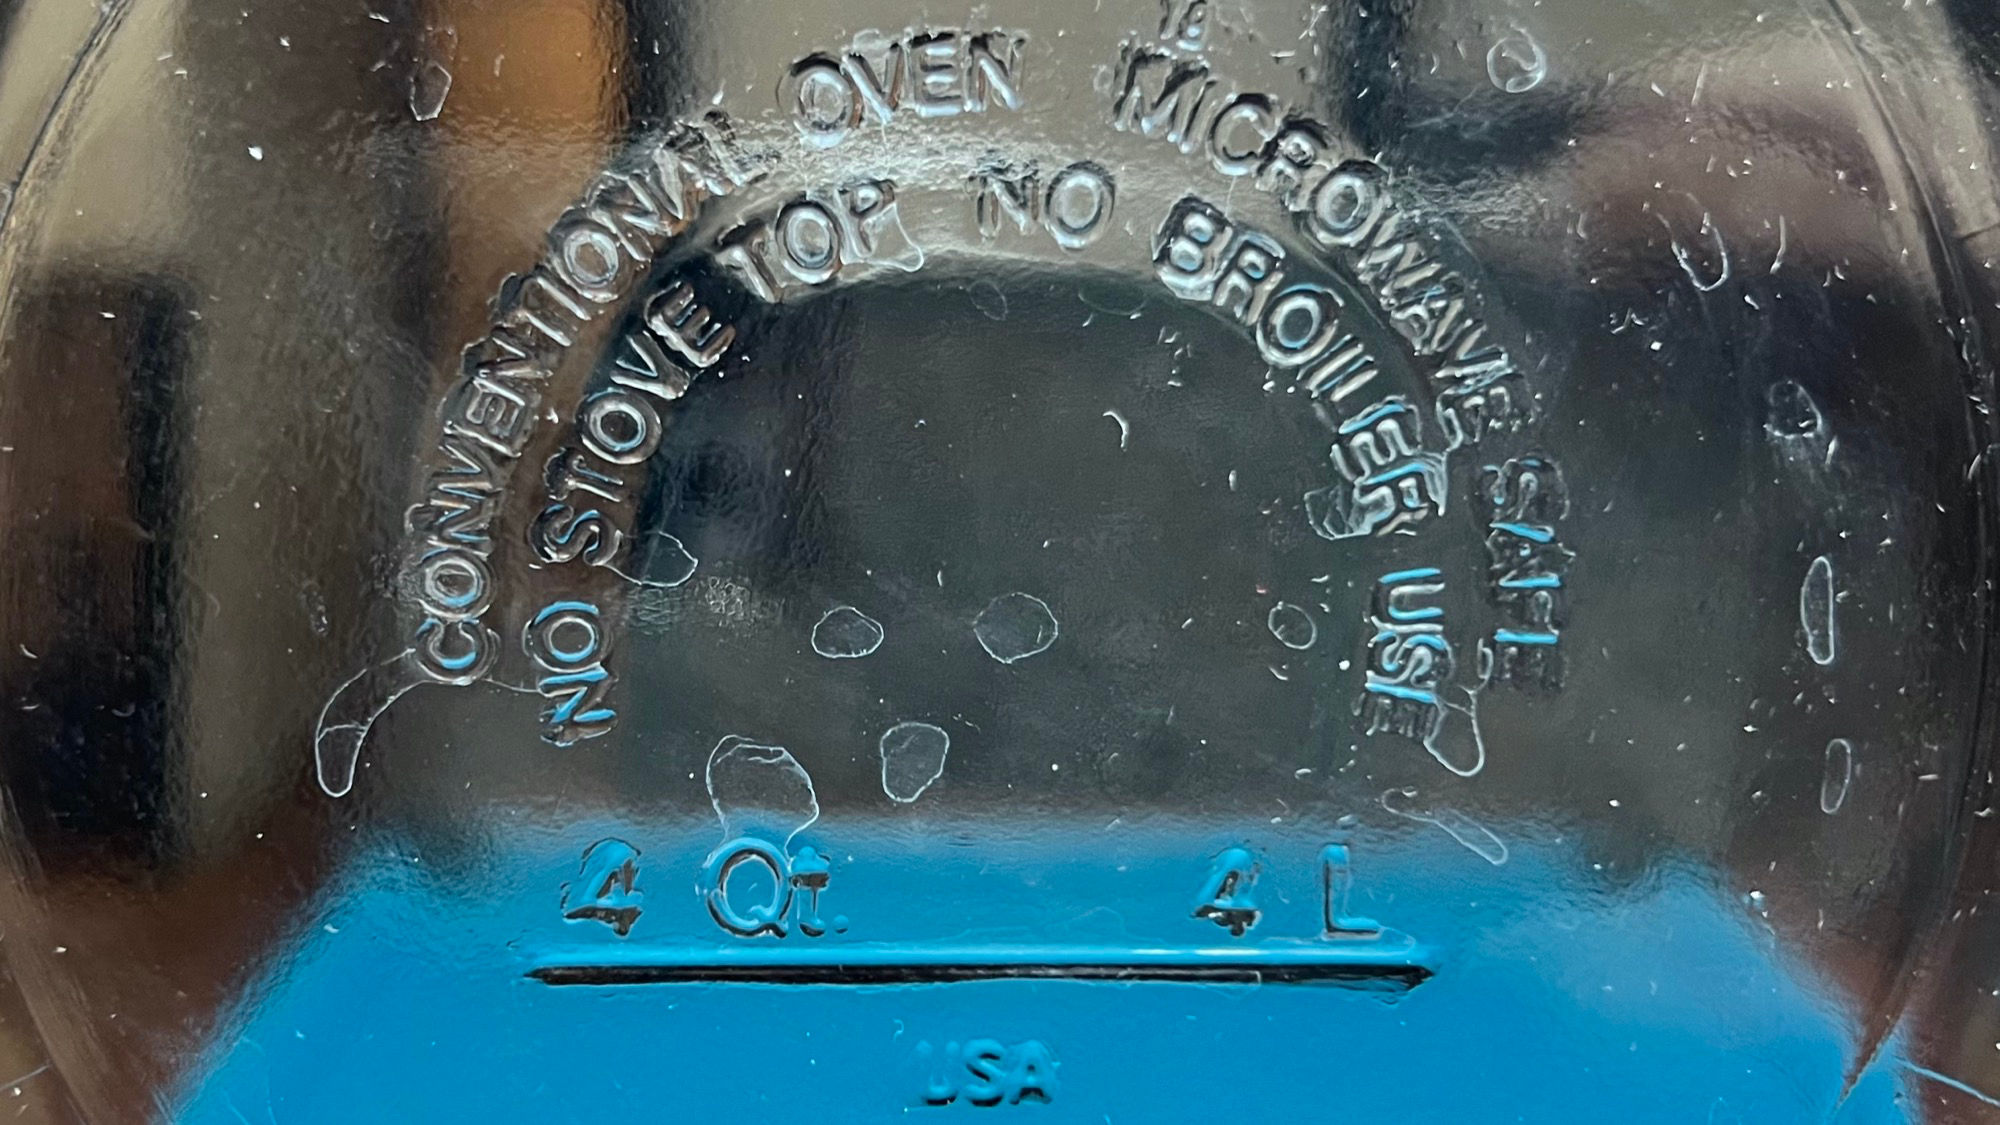 CONVENTIONAL OVEN MICROWAVE SAFE
NO STOVE TOP NO BROILER USE
4 Qt. 4 L
USA